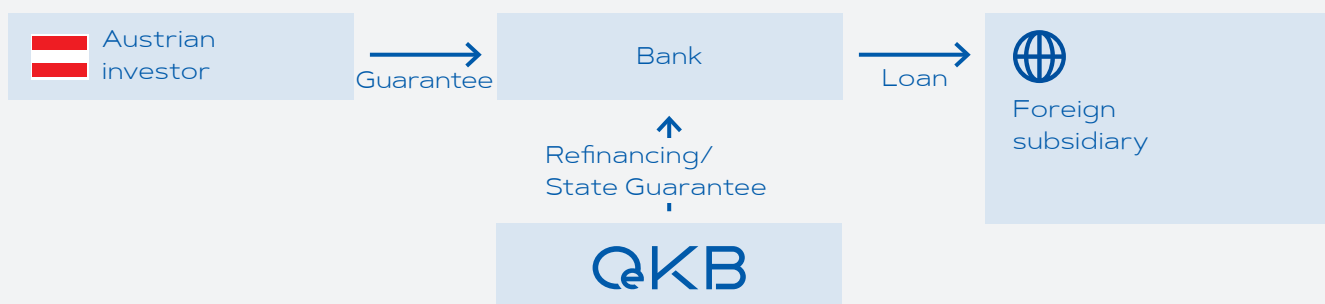 Austrian
investor
Guarantee
Bank
Loan
Foreign
subsidiary
Refinancing/
State Guarantee
OeKB